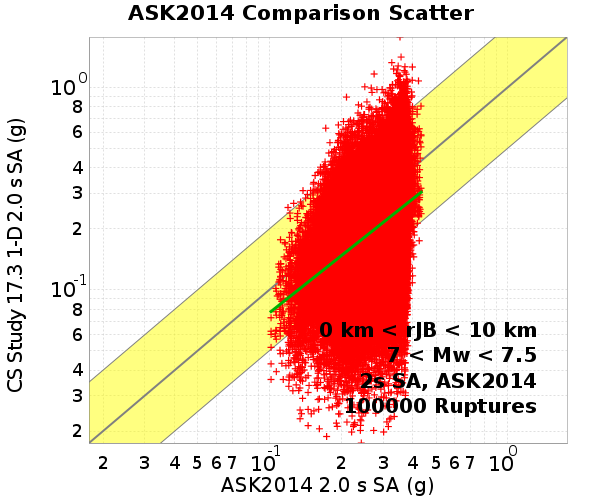 ASK2014 Comparison Scatter
CS Study 17.3 1-D 2.0 s SA (g)
10^0
8
6
4
3
2
10^-1
8
6
4
3
2
0 km < rJB < 10 km
7 < Mw < 7.5
2s SA, ASK2014
100000 Ruptures
2 3 4 5 6 7 10^-1 2 3 4 5 6 7 10^0
ASK2014 2.0 s SA (g)